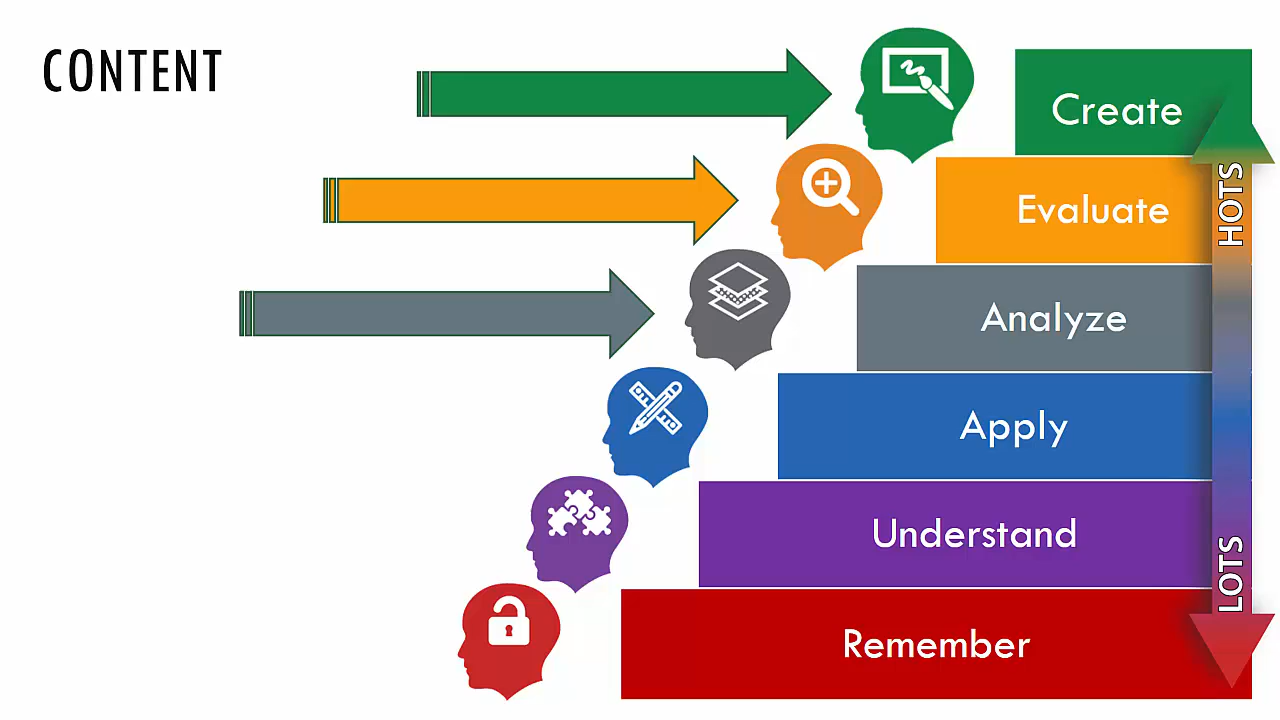 CONTENT
Create
HOTS
Evaluate
Analyze
Apply
Understand
LOTS
Remember